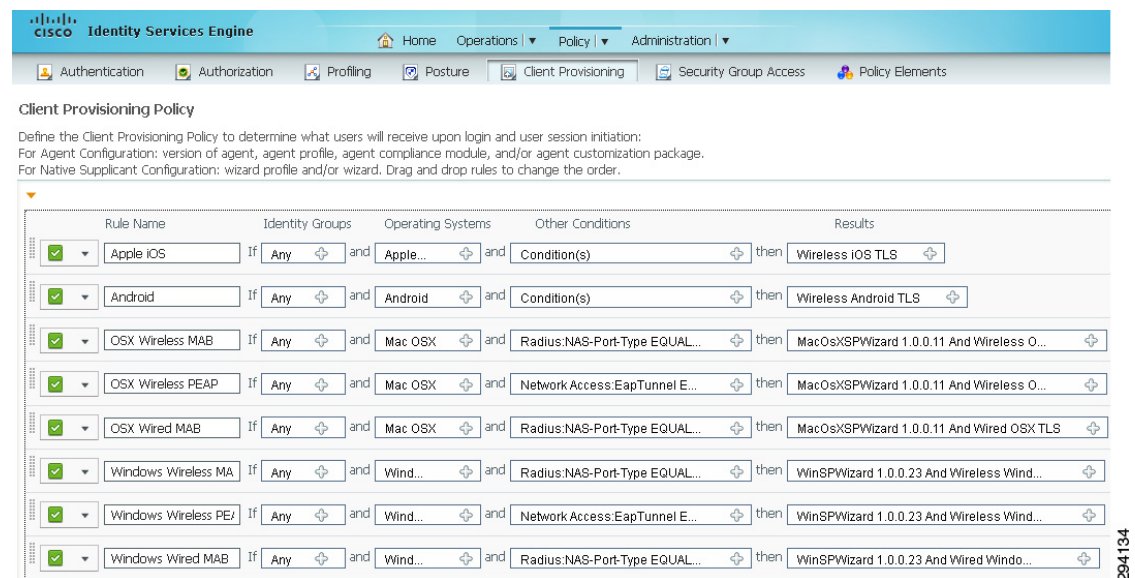 cisco Identity Services Engine
Home Operations | ▼ Policy | ▼ Administration | ▼
Authentication Authorization Profiling Posture Client Provisioning Security Group Access Policy Elements
Client Provisioning Policy
Define the Client Provisioning Policy to determine what users will receive upon login and user session initiation:
For Agent Configuration: version of agent, agent profile, agent compliance module, and/or agent customization package.
For Native Supplicant Configuration: wizard profile and/or wizard. Drag and drop rules to change the order.
Rule Name Identity Groups Operating Systems Other Conditions Results
Apple iOS If Any and Apple... and Condition(s) then Wireless iOS TLS
Android If Any and Android and Condition(s) then Wireless Android TLS
OSX Wireless MAB If Any and Mac OSX and Radius:NAS-Port-Type EQUAL... then MacOsXSPWizard 1.0.0.11 And Wireless O...
OSX Wireless PEAP If Any and Mac OSX and Network Access:EapTunnel E... then MacOsXSPWizard 1.0.0.11 And Wireless O...
OSX Wired MAB If Any and Mac OSX and Radius:NAS-Port-Type EQUAL... then MacOsXSPWizard 1.0.0.11 And Wired OSX TLS
Windows Wireless MA If Any and Wind... and Radius:NAS-Port-Type EQUAL... then WinSPWizard 1.0.0.23 And Wireless Wind...
Windows Wireless PEA If Any and Wind... and Network Access:EapTunnel E... then WinSPWizard 1.0.0.23 And Wireless Wind...
Windows Wired MAB If Any and Wind... and Radius:NAS-Port-Type EQUAL... then WinSPWizard 1.0.0.23 And Wired Windo...
294134